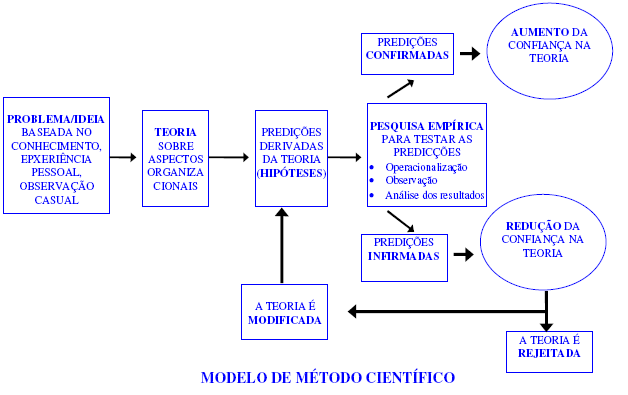 PROBLEMA/IDEIA
BASEADA NO
CONHECIMENTO,
EPXERIÊNCIA
PESSOAL,
OBSERVAÇÃO
CASUAL
TEORIA
SOBRE
ASPECTOS
ORGANIZA
CIONAIS
PREDIÇÕES
DERIVADAS
DA TEORIA
(HIPÓTESES)
PESQUISA EMPÍRICA
PARA TESTAR AS
PREDICÇÕES
• Operacionalização
• Observação
• Análise dos resultados
PREDIÇÕES
CONFIRMADAS
AUMENTO DA
CONFIANÇA NA
TEORIA
PREDIÇÕES
INFIRMADAS
REDUÇÃO DA
CONFIANÇA NA
TEORIA
A TEORIA É
MODIFICADA
A TEORIA É
REJEITADA
MODELO DE MÉTODO CIENTÍFICO